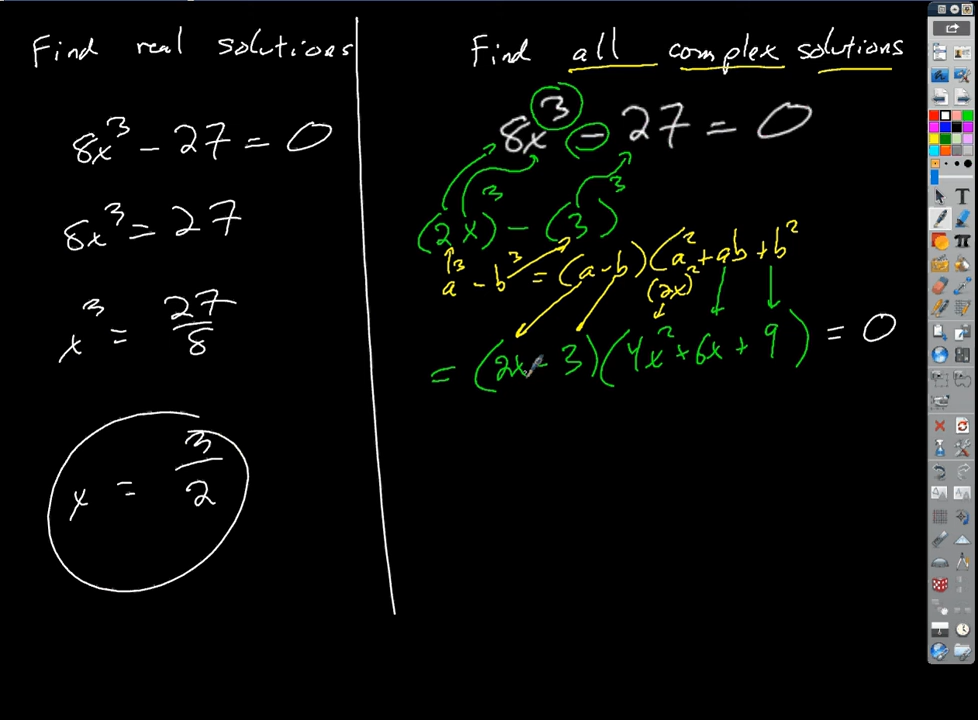 Find real solutions
8x³ - 27 = 0
8x³ = 27
x³ = 27/8
x = 3/2
Find all complex solutions
8x³ - 27 = 0
(2x)³ - (3)³
a³ - b³ = (a - b)(a² + ab + b²)
(2x)²
= (2x - 3)(4x² + 6x + 9) = 0